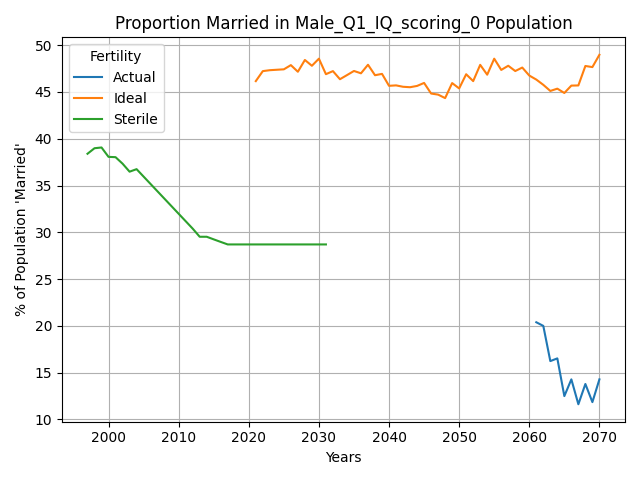 Proportion Married in Male_Q1_IQ_scoring_0 Population
% of Population 'Married'
50
45
40
35
30
25
20
15
10
Fertility
Actual
Ideal
Sterile
2000 2010 2020 2030 2040 2050 2060 2070
Years